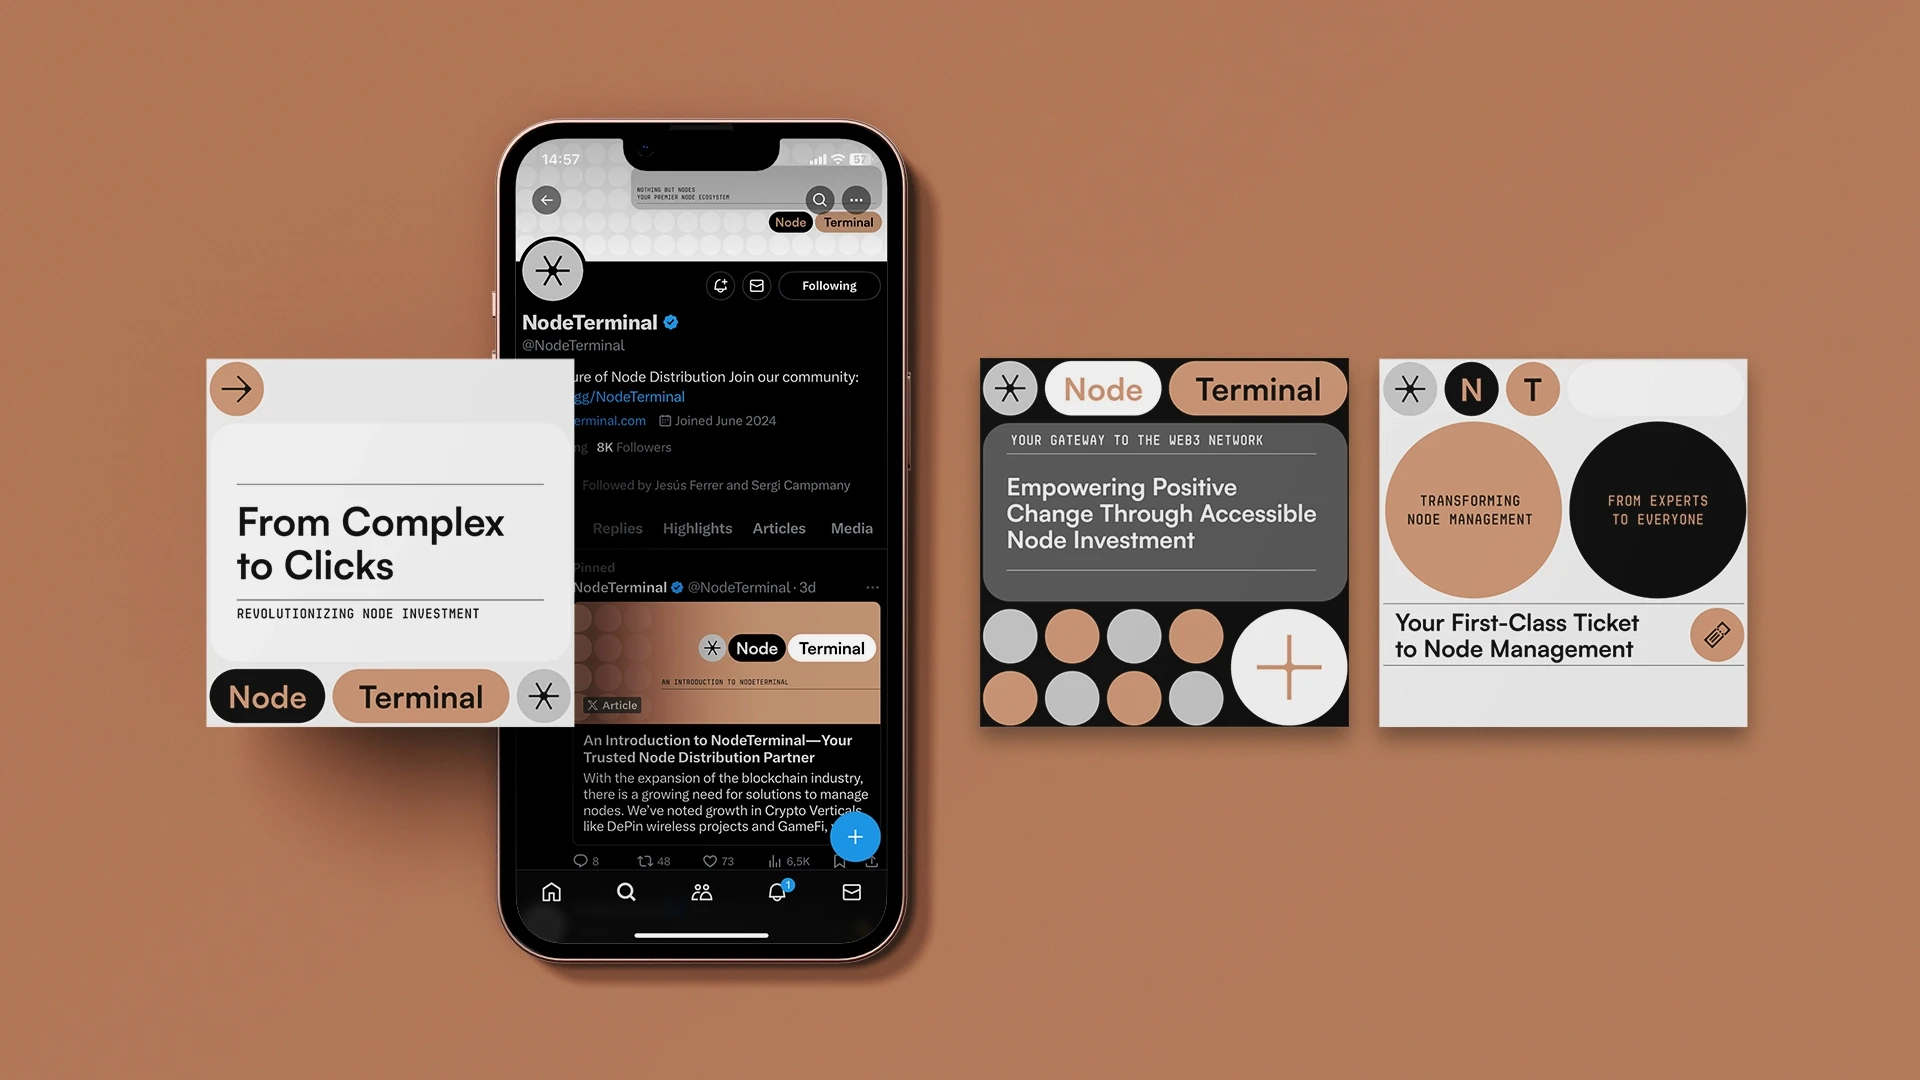 From Complex
to Clicks
REVOLUTIONIZING NODE INVESTMENT
Node Terminal
14:57
57
NOTHING BUT NODES
YOUR PREMIER NODE ECOSYSTEM
Node Terminal
Following
NodeTerminal
@NodeTerminal
ure of Node Distribution Join our community:
gg/NodeTerminal
erminal.com Joined June 2024
ng 8K Followers
Followed by Jesús Ferrer and Sergi Campmany
Replies Highlights Articles Media
Pinned
NodeTerminal @NodeTerminal · 3d
Node Terminal
AN INTRODUCTION TO NODETERMINAL
X Article
An Introduction to NodeTerminal—Your
Trusted Node Distribution Partner
With the expansion of the blockchain industry,
there is a growing need for solutions to manage
nodes. We've noted growth in Crypto Verticals
like DePin wireless projects and GameFi,
8 48 73 6,5K
1
Node Terminal
YOUR GATEWAY TO THE WEB3 NETWORK
Empowering Positive
Change Through Accessible
Node Investment
N T
TRANSFORMING
NODE MANAGEMENT
FROM EXPERTS
TO EVERYONE
Your First-Class Ticket
to Node Management